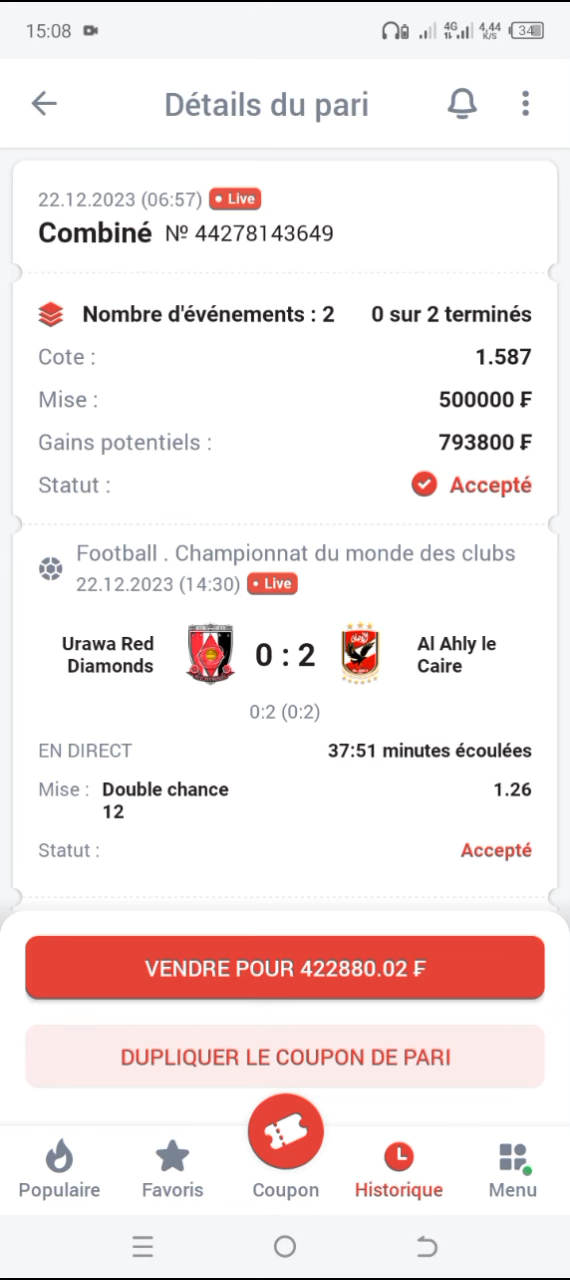 15:08
4G 4,44 K/S 34
Détails du pari
22.12.2023 (06:57) • Live
Combiné Nº 44278143649
Nombre d'événements : 2 0 sur 2 terminés
Cote : 1.587
Mise : 500000 ₣
Gains potentiels : 793800 ₣
Statut : Accepté
Football . Championnat du monde des clubs
22.12.2023 (14:30) • Live
Urawa Red Diamonds 0 : 2 Al Ahly le Caire
0:2 (0:2)
EN DIRECT 37:51 minutes écoulées
Mise : Double chance 1.26
12
Statut : Accepté
VENDRE POUR 422880.02 ₣
DUPLIQUER LE COUPON DE PARI
Populaire Favoris Coupon Historique Menu